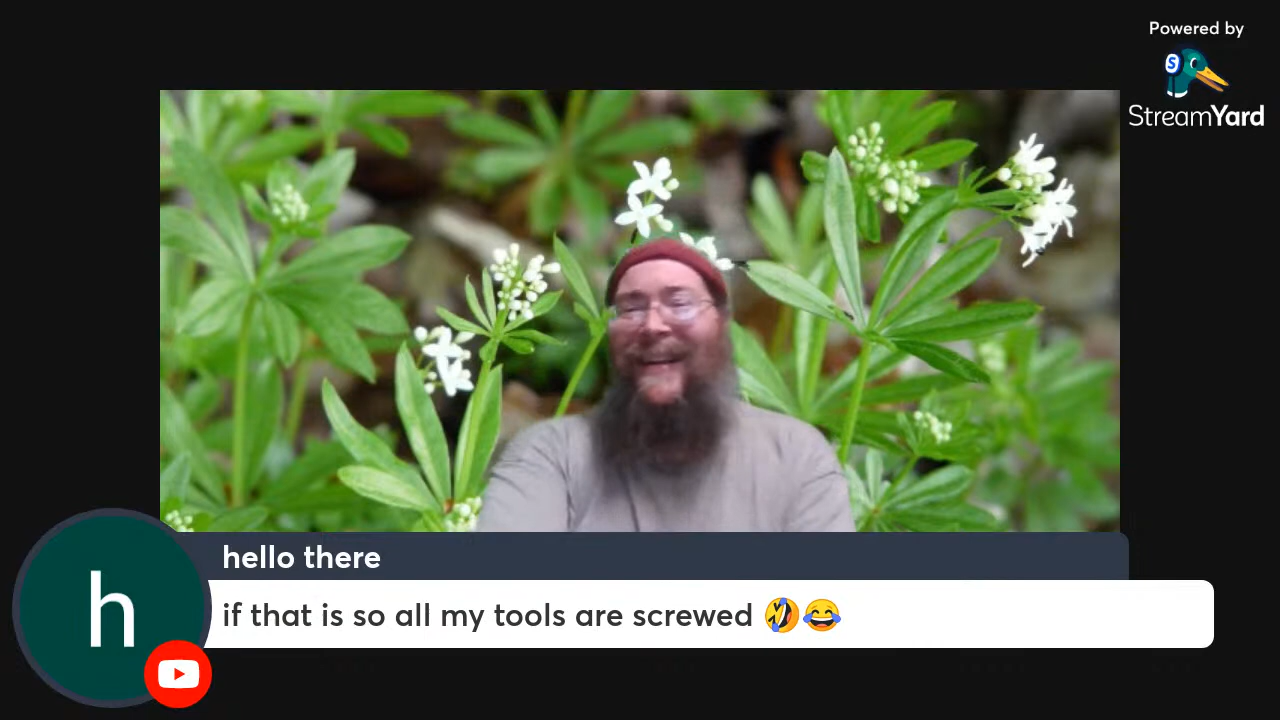 Powered by
S
StreamYard
hello there
h
if that is so all my tools are screwed 🤣😂